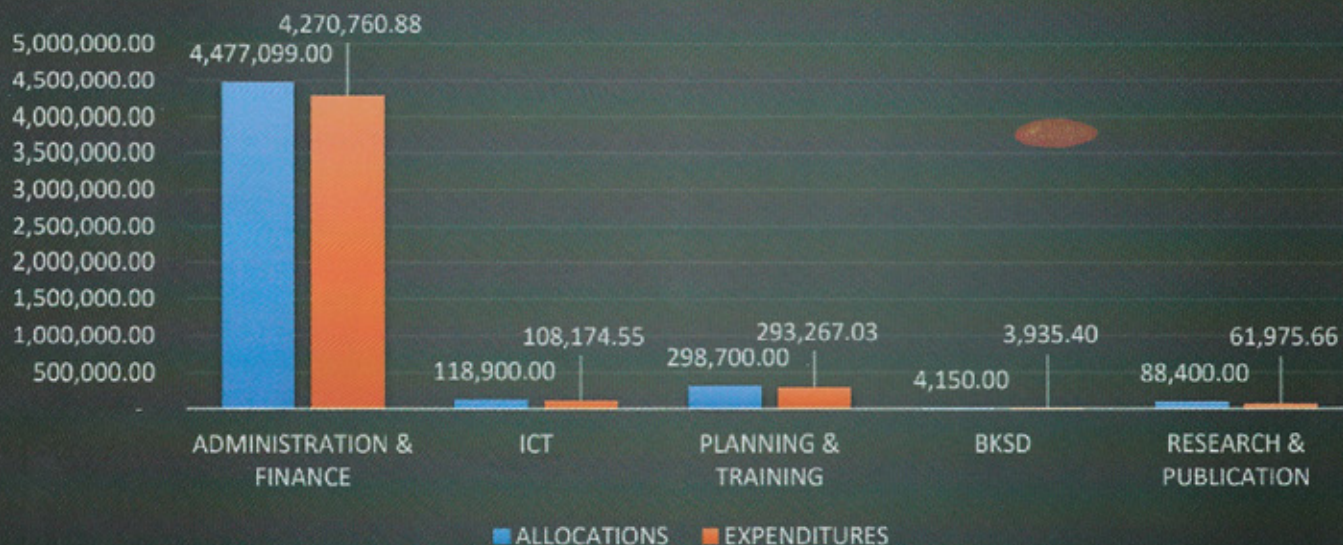 5,000,000.00
4,500,000.00
4,000,000.00
3,500,000.00
3,000,000.00
2,500,000.00
2,000,000.00
1,500,000.00
1,000,000.00
500,000.00
-
4,477,099.00
4,270,760.88
118,900.00
108,174.55
298,700.00
293,267.03
4,150.00
3,935.40
88,400.00
61,975.66
ADMINISTRATION &
FINANCE
ICT
PLANNING &
TRAINING
BKSD
RESEARCH &
PUBLICATION
ALLOCATIONS
EXPENDITURES